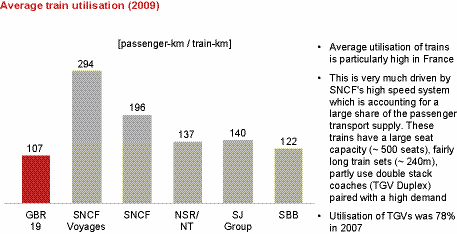 Average train utilisation (2009)
[passenger-km / train-km]
294
196
107
137
140
122
GBR
19
SNCF
Voyages
SNCF
NSR/
NT
SJ
Group
SBB
• Average utilisation of trains
is particularly high in France
• This is very much driven by
SNCF's high speed system
which is accounting for a
large share of the passenger
transport supply. These
trains have a large seat
capacity (~ 500 seats), fairly
long train sets (~ 240m),
partly use double stack
coaches (TGV Duplex)
paired with a high demand
• Utilisation of TGVs was 78%
in 2007